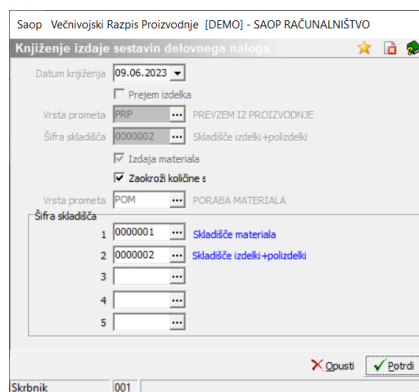 Saop Večnivojski Razpis Proizvodnje [DEMO] - SAOP RAČUNALNIŠTVO
Knjiženje izdaje sestavin delovnega naloga
Datum knjiženja 09.06.2023
Prejem izdelka
Vrsta prometa PRP ... PREVZEM IZ PROIZVODNJE
Šifra skladišča 0000002 ... Skladišče izdelki+polizdelki
Izdaja materiala
Zaokroži količine s
Vrsta prometa POM ... PORABA MATERIALA
Šifra skladišča
1 0000001 ... Skladišče materiala
2 0000002 ... Skladišče izdelki+polizdelki
3 ...
4 ...
5 ...
Opusti Potrdi
Skrbnik 001